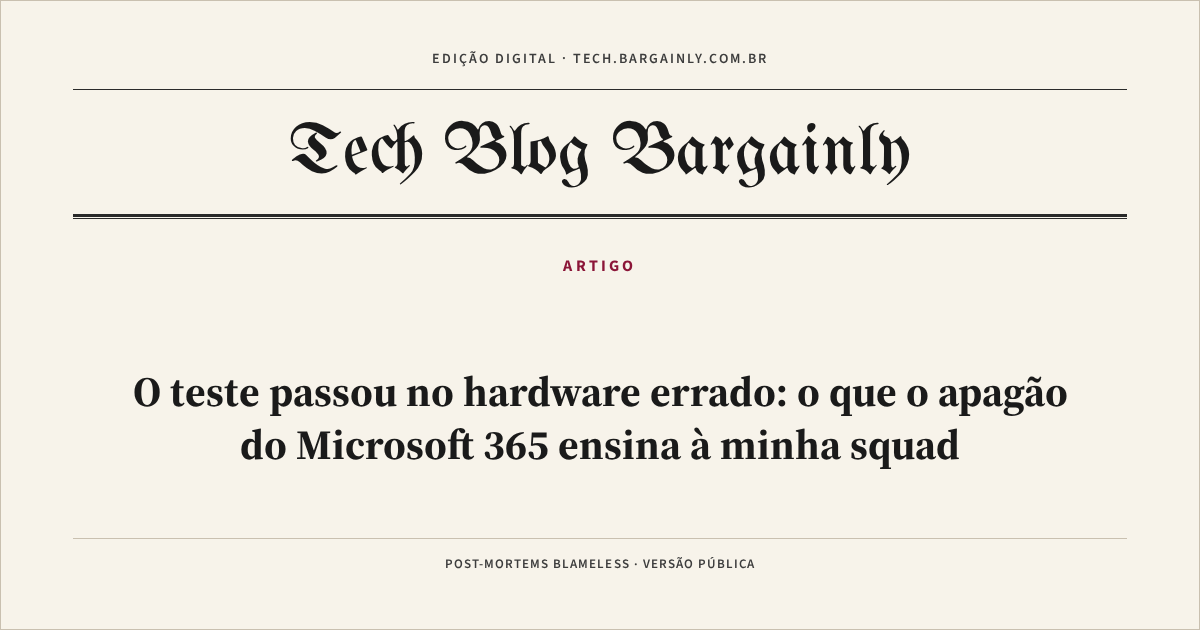 EDIÇÃO DIGITAL · TECH.BARGAINLY.COM.BR
Tech Blog Bargainly
ARTIGO
O teste passou no hardware errado: o que o apagão
do Microsoft 365 ensina à minha squad
POST-MORTEMS BLAMELESS · VERSÃO PÚBLICA